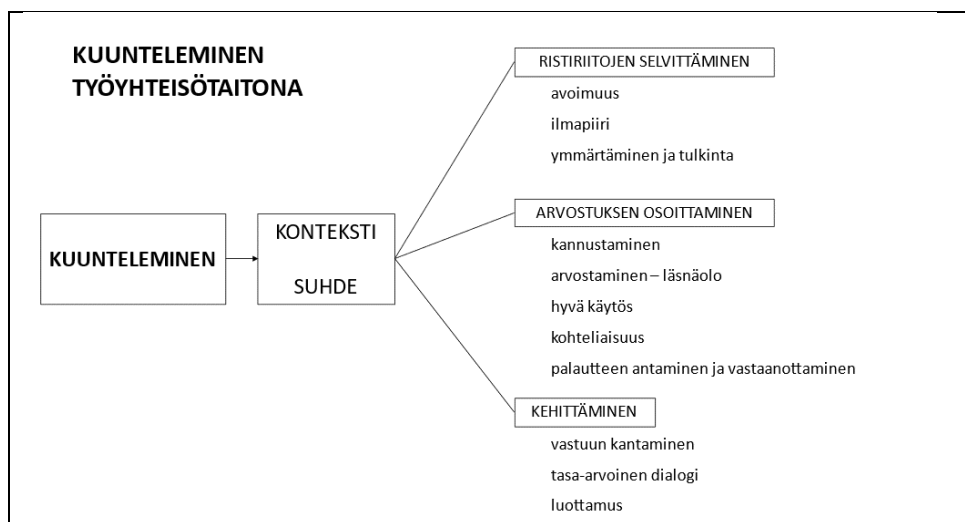 KUUNTELEMINEN
TYÖYHTEISÖTAITONA
KUUNTELEMINEN
KONTEKSTI
SUHDE
RISTIRIITOJEN SELVITTÄMINEN
avoimuus
ilmapiiri
ymmärtäminen ja tulkinta
ARVOSTUKSEN OSOITTAMINEN
kannustaminen
arvostaminen – läsnäolo
hyvä käytös
kohteliaisuus
palautteen antaminen ja vastaanottaminen
KEHITTÄMINEN
vastuun kantaminen
tasa-arvoinen dialogi
luottamus